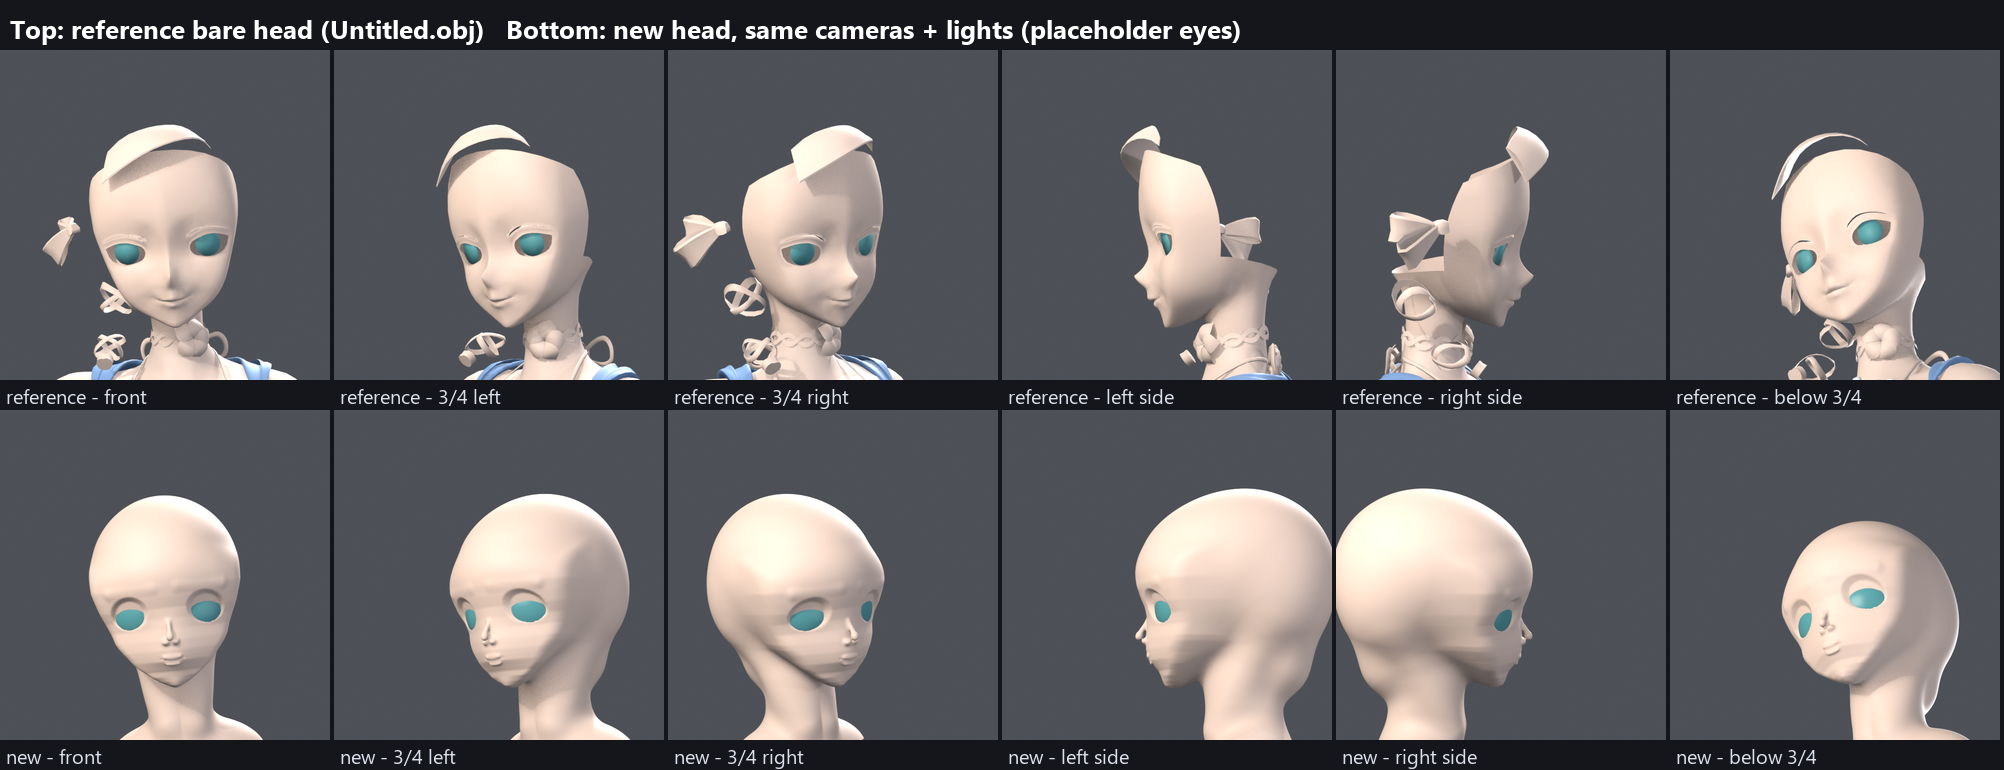 Top: reference bare head (Untitled.obj)   Bottom: new head, same cameras + lights (placeholder eyes)
reference - front
reference - 3/4 left
reference - 3/4 right
reference - left side
reference - right side
reference - below 3/4
new - front
new - 3/4 left
new - 3/4 right
new - left side
new - right side
new - below 3/4